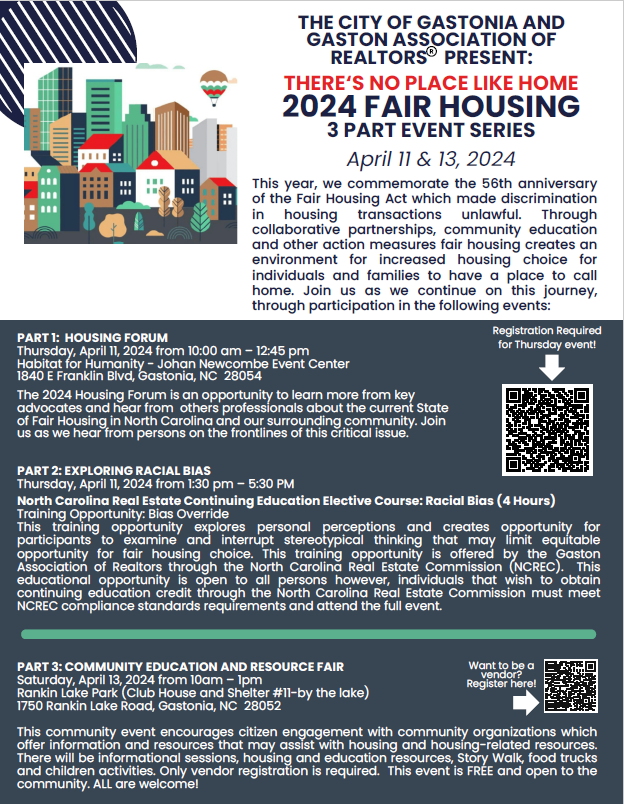 THE CITY OF GASTONIA AND
GASTON ASSOCIATION OF
REALTORS® PRESENT:
THERE'S NO PLACE LIKE HOME
2024 FAIR HOUSING
3 PART EVENT SERIES
April 11 & 13, 2024
This year, we commemorate the 56th anniversary
of the Fair Housing Act which made discrimination
in housing transactions unlawful. Through
collaborative partnerships, community education
and other action measures fair housing creates an
environment for increased housing choice for
individuals and families to have a place to call
home. Join us as we continue on this journey,
through participation in the following events:
PART 1: HOUSING FORUM
Thursday, April 11, 2024 from 10:00 am – 12:45 pm
Habitat for Humanity - Johan Newcombe Event Center
1840 E Franklin Blvd, Gastonia, NC 28054
Registration Required
for Thursday event!
The 2024 Housing Forum is an opportunity to learn more from key
advocates and hear from others professionals about the current State
of Fair Housing in North Carolina and our surrounding community. Join
us as we hear from persons on the frontlines of this critical issue.
PART 2: EXPLORING RACIAL BIAS
Thursday, April 11, 2024 from 1:30 pm – 5:30 PM
North Carolina Real Estate Continuing Education Elective Course: Racial Bias (4 Hours)
Training Opportunity: Bias Override
This training opportunity explores personal perceptions and creates opportunity for
participants to examine and interrupt stereotypical thinking that may limit equitable
opportunity for fair housing choice. This training opportunity is offered by the Gaston
Association of Realtors through the North Carolina Real Estate Commission (NCREC). This
educational opportunity is open to all persons however, individuals that wish to obtain
continuing education credit through the North Carolina Real Estate Commission must meet
NCREC compliance standards requirements and attend the full event.
PART 3: COMMUNITY EDUCATION AND RESOURCE FAIR
Saturday, April 13, 2024 from 10am – 1pm
Rankin Lake Park (Club House and Shelter #11-by the lake)
1750 Rankin Lake Road, Gastonia, NC 28052
Want to be a
vendor?
Register here!
This community event encourages citizen engagement with community organizations which
offer information and resources that may assist with housing and housing-related resources.
There will be informational sessions, housing and education resources, Story Walk, food trucks
and children activities. Only vendor registration is required. This event is FREE and open to the
community. ALL are welcome!